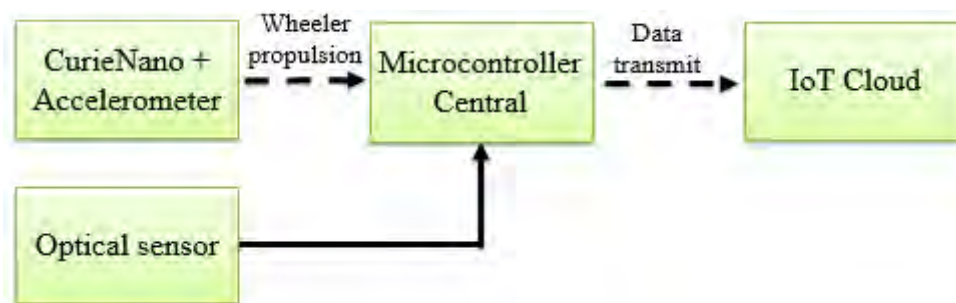 CurieNano +
Accelerometer
Wheeler
propulsion
Microcontroller
Central
Data
transmit
IoT Cloud
Optical sensor